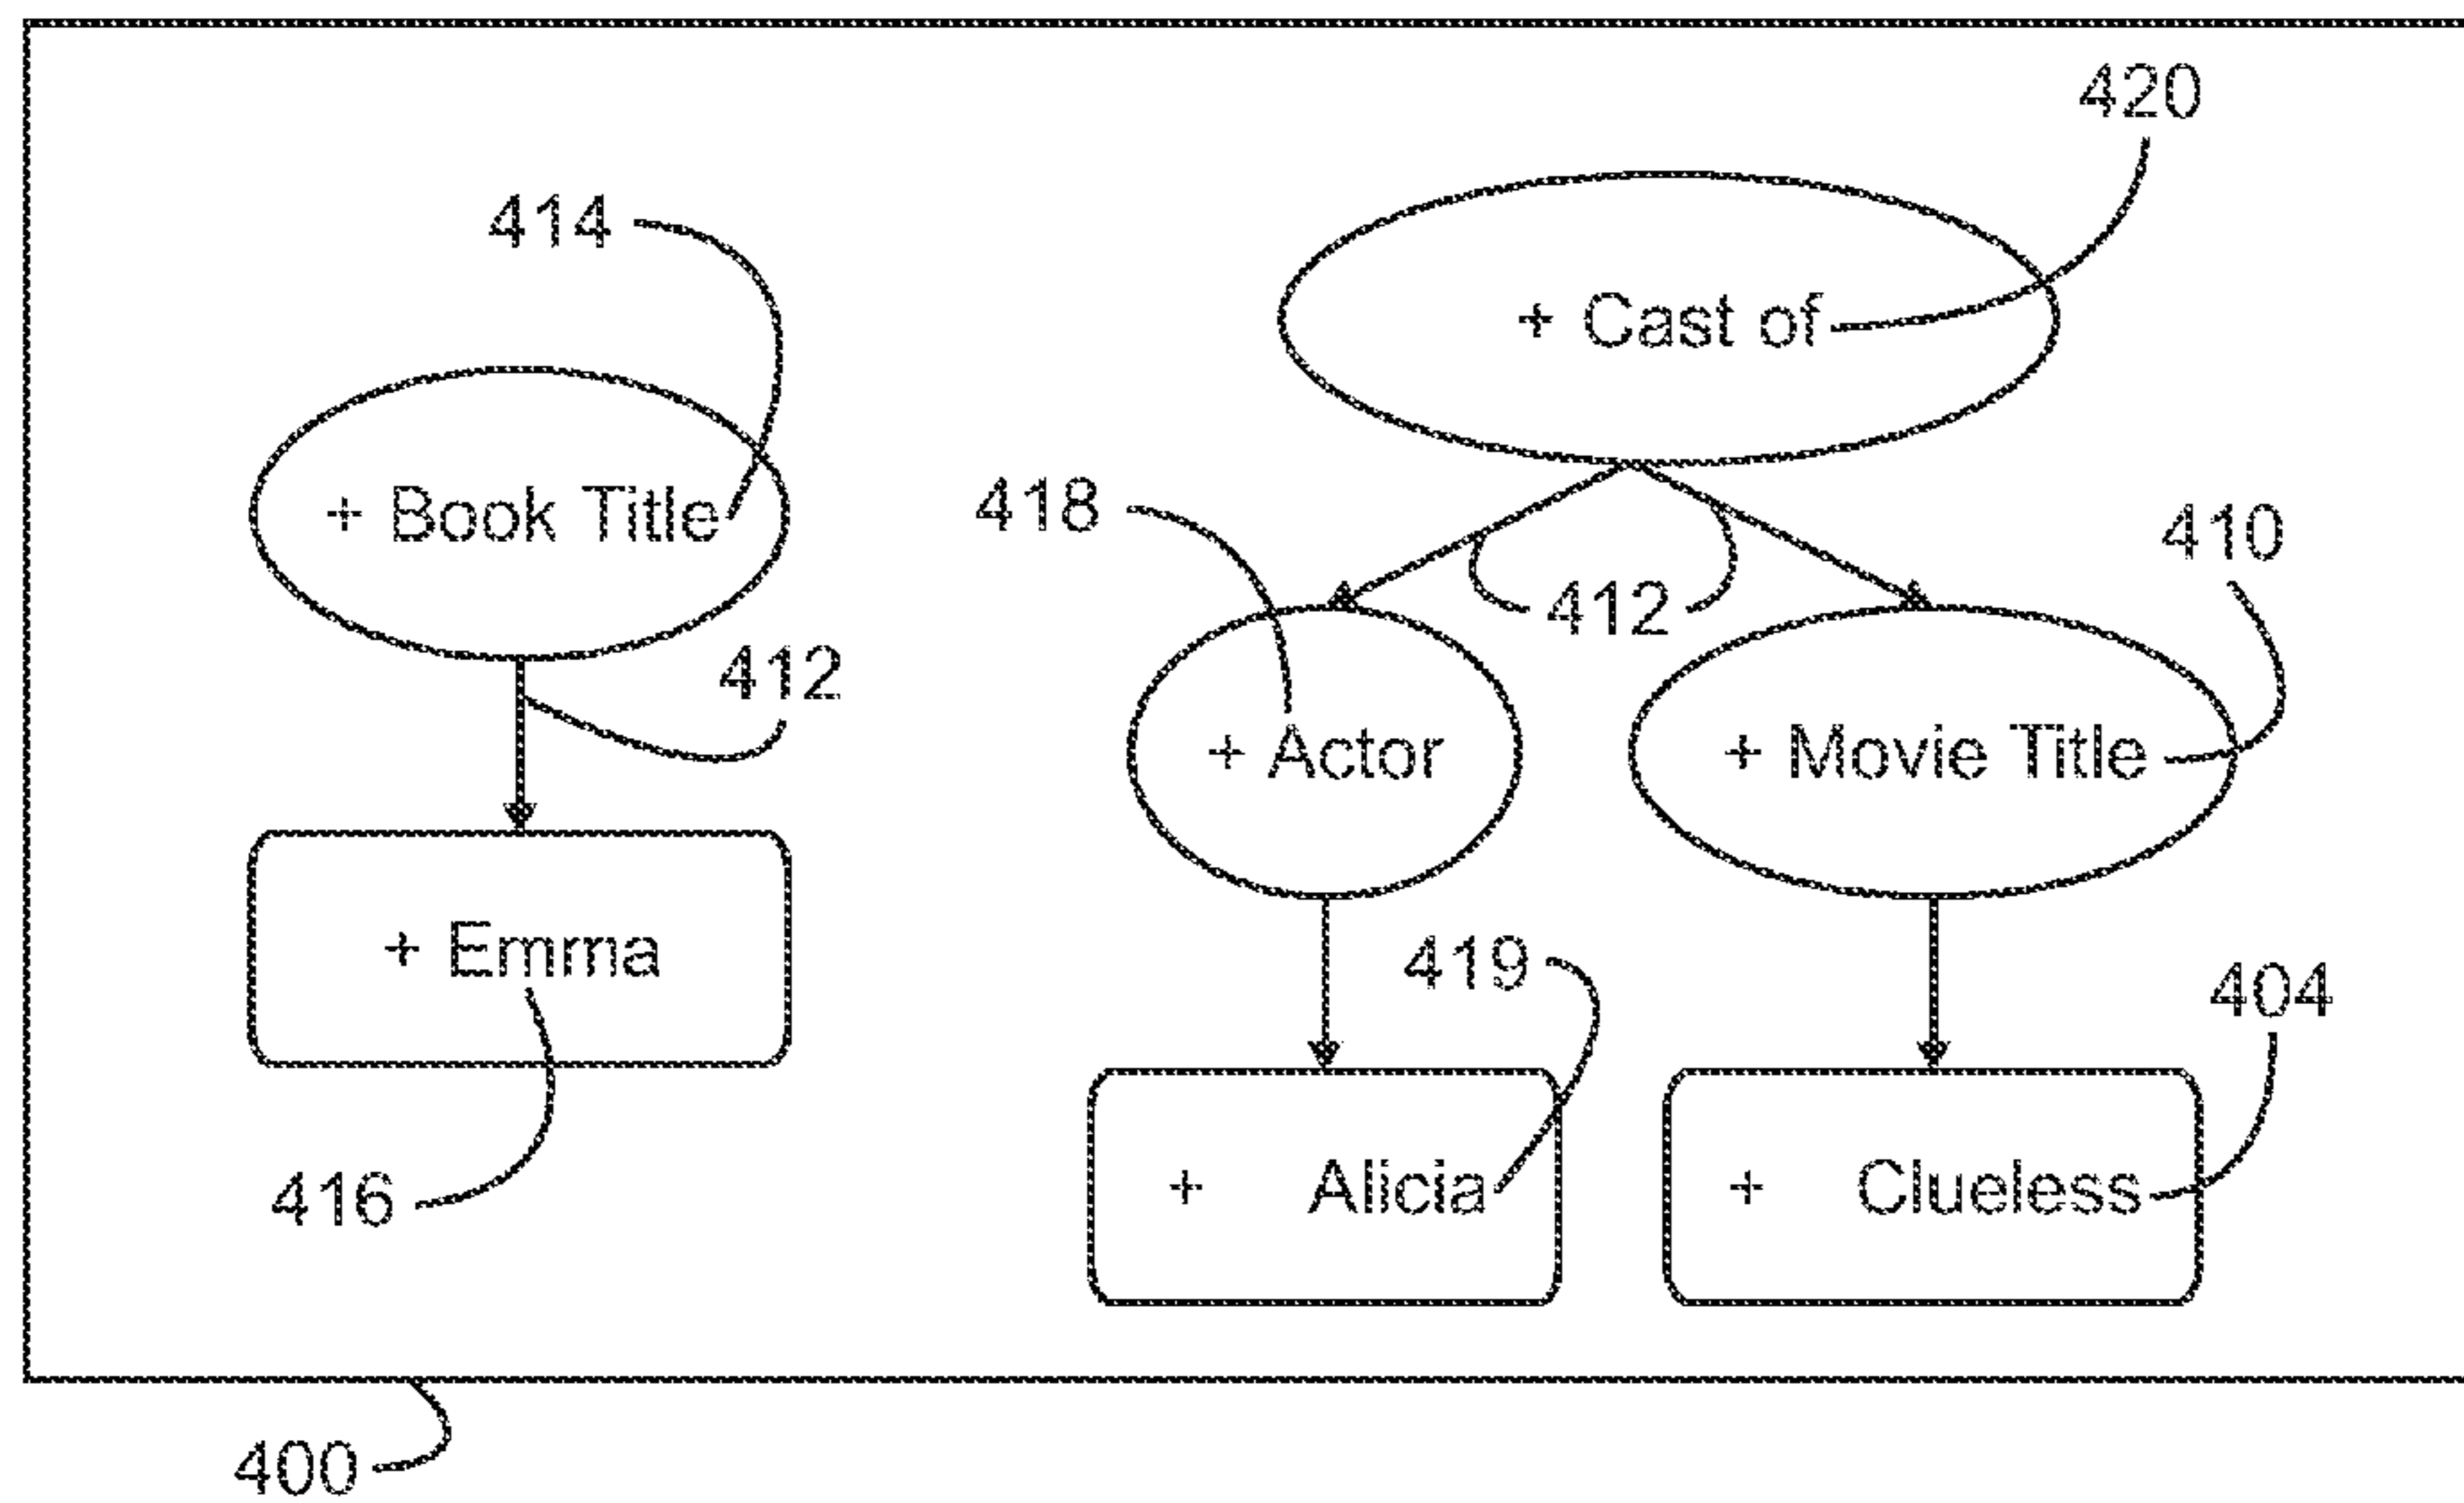 420
414
+ Cast of
418
+ Book Title
410
412
412
+ Actor
+ Movie Title
+ Emma
419
404
416
+ Alicia
+ Clueless
400